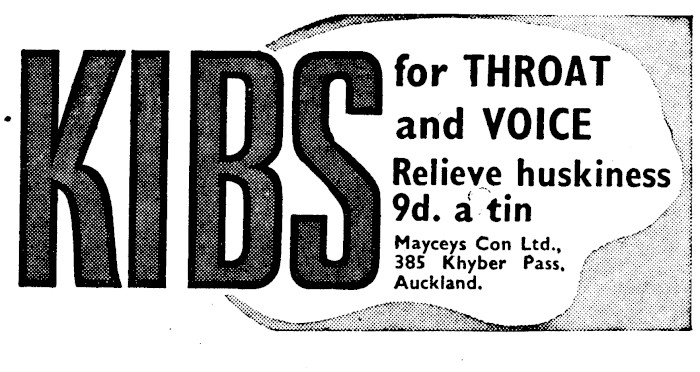 KIBS
for THROAT
and VOICE
Relieve huskiness
9d. a tin
Mayceys Con Ltd.,
385 Khyber Pass,
Auckland.